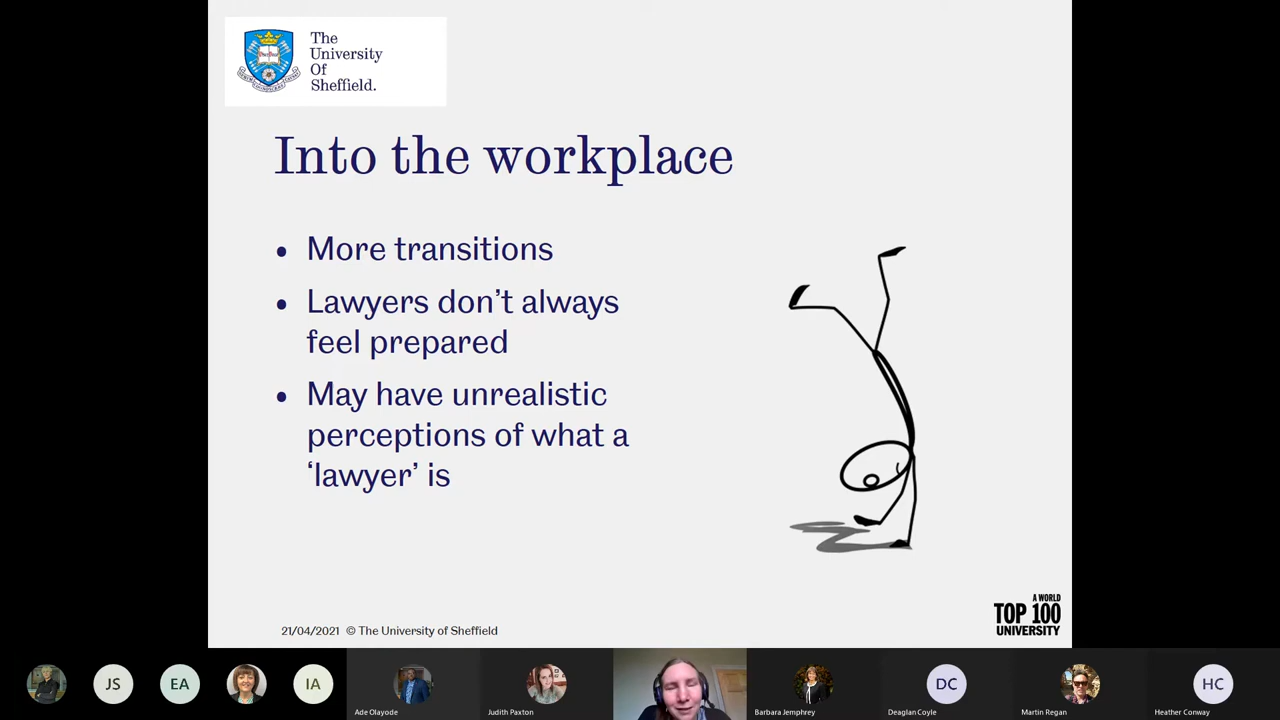 The
University
Of
Sheffield.
Into the workplace
• More transitions
• Lawyers don’t always
feel prepared
• May have unrealistic
perceptions of what a
‘lawyer’ is
21/04/2021 © The University of Sheffield
A WORLD
TOP 100
UNIVERSITY
JS
EA
IA
Ade Olayode
Judith Paxton
Barbara Jemphrey
DC
Deaglan Coyle
Martin Regan
HC
Heather Conway